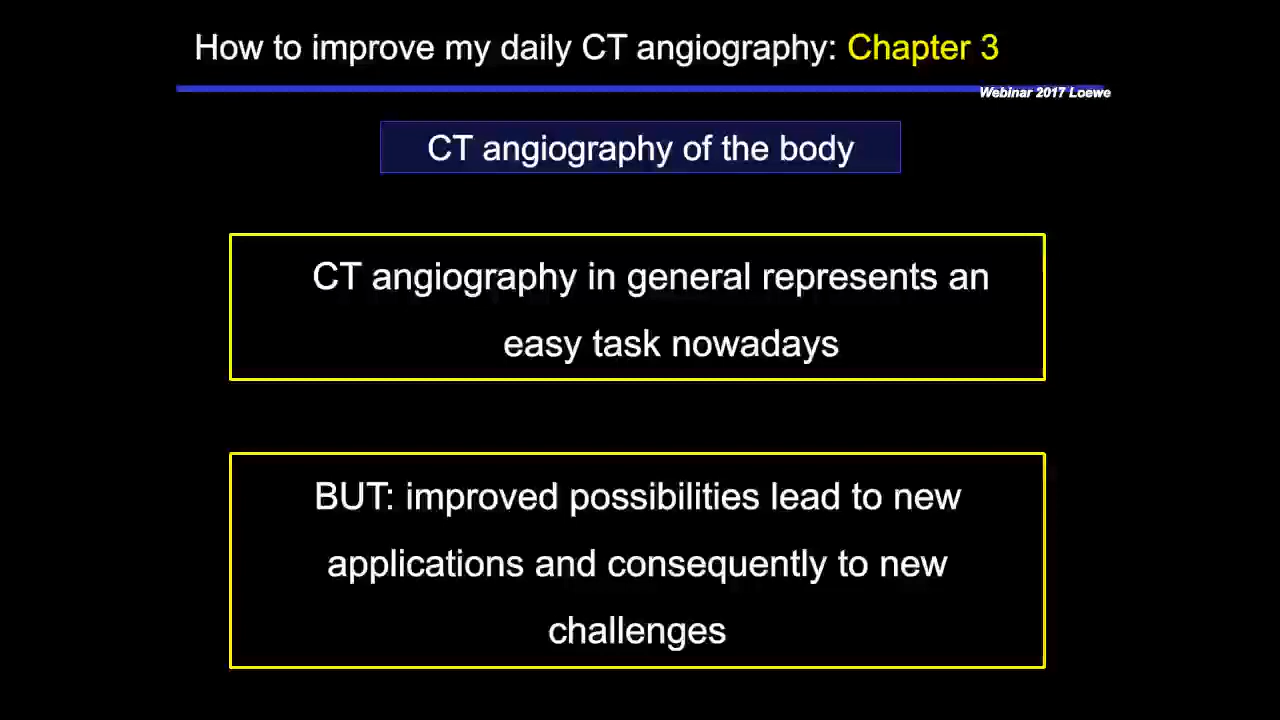 How to improve my daily CT angiography: Chapter 3
Webinar 2017 Loewe
CT angiography of the body
CT angiography in general represents an
easy task nowadays
BUT: improved possibilities lead to new
applications and consequently to new
challenges